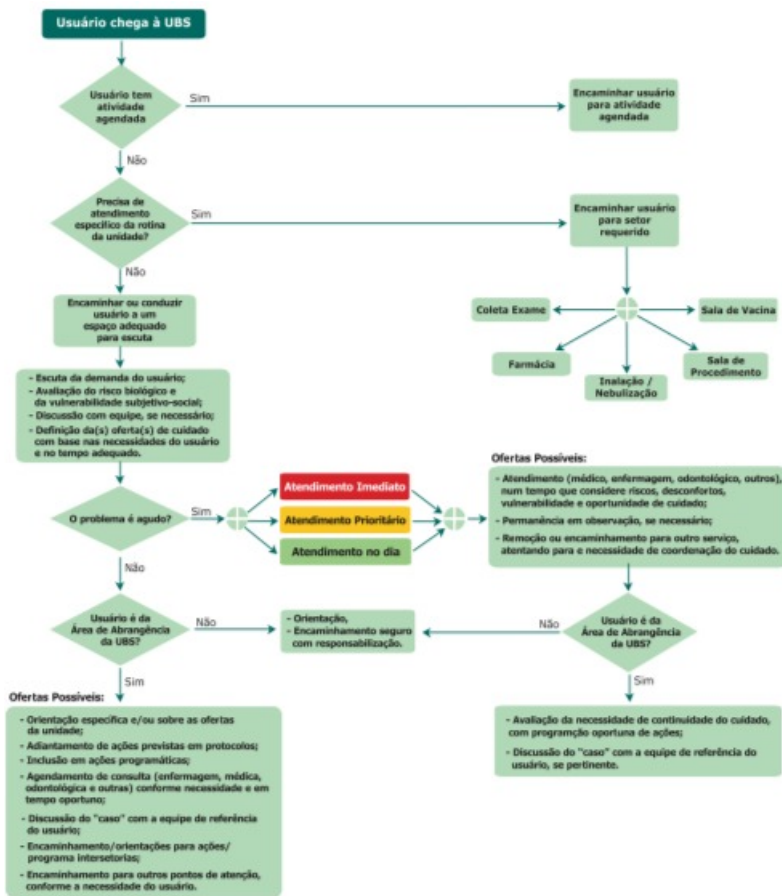 Usuário chega à UBS
Usuário tem
atividade
agendada
Sim
Encaminhar usuário
para atividade
agendada
Não
Precisa de
atendimento
específico da rotina
da unidade?
Sim
Encaminhar usuário
para setor
requerido
Não
Encaminhar ou conduzir
usuário a um
espaço adequado
para escuta
Coleta Exame
Sala de Vacina
Farmácia
Inalação /
Nebulização
Sala de
Procedimento
- Escuta da demanda do usuário;
- Avaliação do risco biológico e
da vulnerabilidade subjetivo-social;
- Discussão com equipe, se necessário;
- Definição da(s) oferta(s) de cuidado
com base nas necessidades do usuário
e no tempo adequado.
O problema é agudo?
Sim
Atendimento Imediato
Atendimento Prioritário
Atendimento no dia
Ofertas Possíveis:
- Atendimento (médico, enfermagem, odontológico, outros),
num tempo que considere riscos, desconfortos,
vulnerabilidade e oportunidade de cuidado;
- Permanência em observação, se necessário;
- Remoção ou encaminhamento para outro serviço,
atentando para e necessidade de coordenação do cuidado.
Não
Usuário é da
Área de Abrangência
da UBS?
Não
- Orientação,
- Encaminhamento seguro
com responsabilização.
Não
Usuário é da
Área de Abrangência
da UBS?
Sim
Sim
Ofertas Possíveis:
- Orientação específica e/ou sobre as ofertas
da unidade;
- Adiantamento de ações previstas em protocolos;
- Inclusão em ações programáticas;
- Agendamento de consulta (enfermagem, médica,
odontológica e outras) conforme necessidade e em
tempo oportuno;
- Discussão do "caso" com a equipe de referência
do usuário;
- Encaminhamento/orientações para ações/
programa intersetorias;
- Encaminhamento para outros pontos de atenção,
conforme a necessidade do usuário.
- Avaliação da necessidade de continuidade do cuidado,
com programção oportuna de ações;
- Discussão do "caso" com a equipe de referência do
usuário, se pertinente.